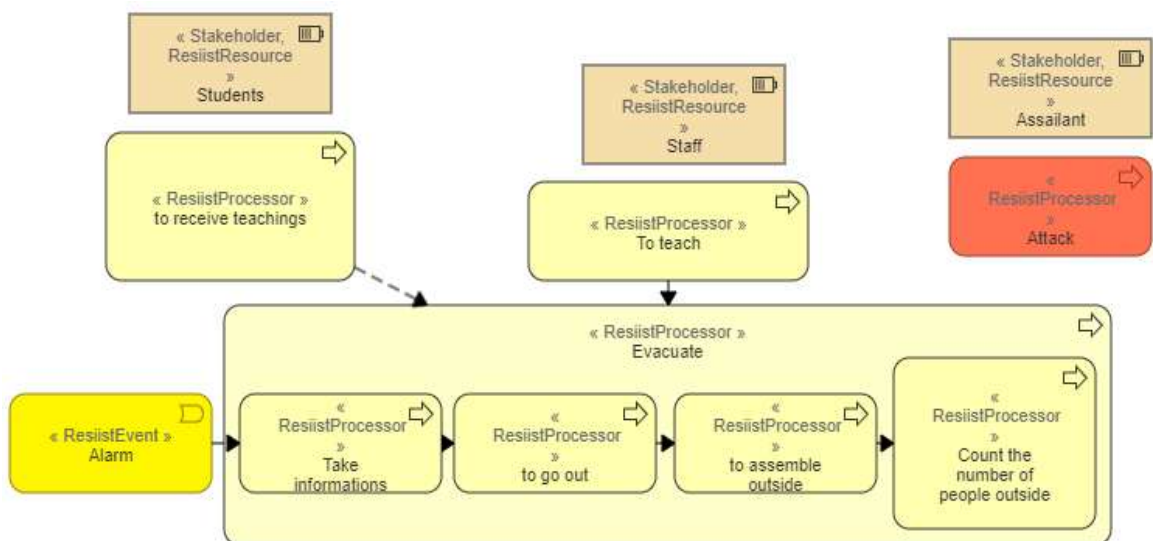 « Stakeholder,
ResiistResource
»
Students
« Stakeholder,
ResiistResource
»
Staff
« Stakeholder,
ResiistResource
»
Assailant
« ResiistProcessor »
to receive teachings
« ResiistProcessor »
To teach
«
ResiistProcessor
»
Attack
« ResiistProcessor »
Evacuate
« ResiistEvent »
Alarm
«
ResiistProcessor
»
Take
informations
«
ResiistProcessor
»
to go out
«
ResiistProcessor
»
to assemble
outside
«
ResiistProcessor
»
Count the
number of
people outside